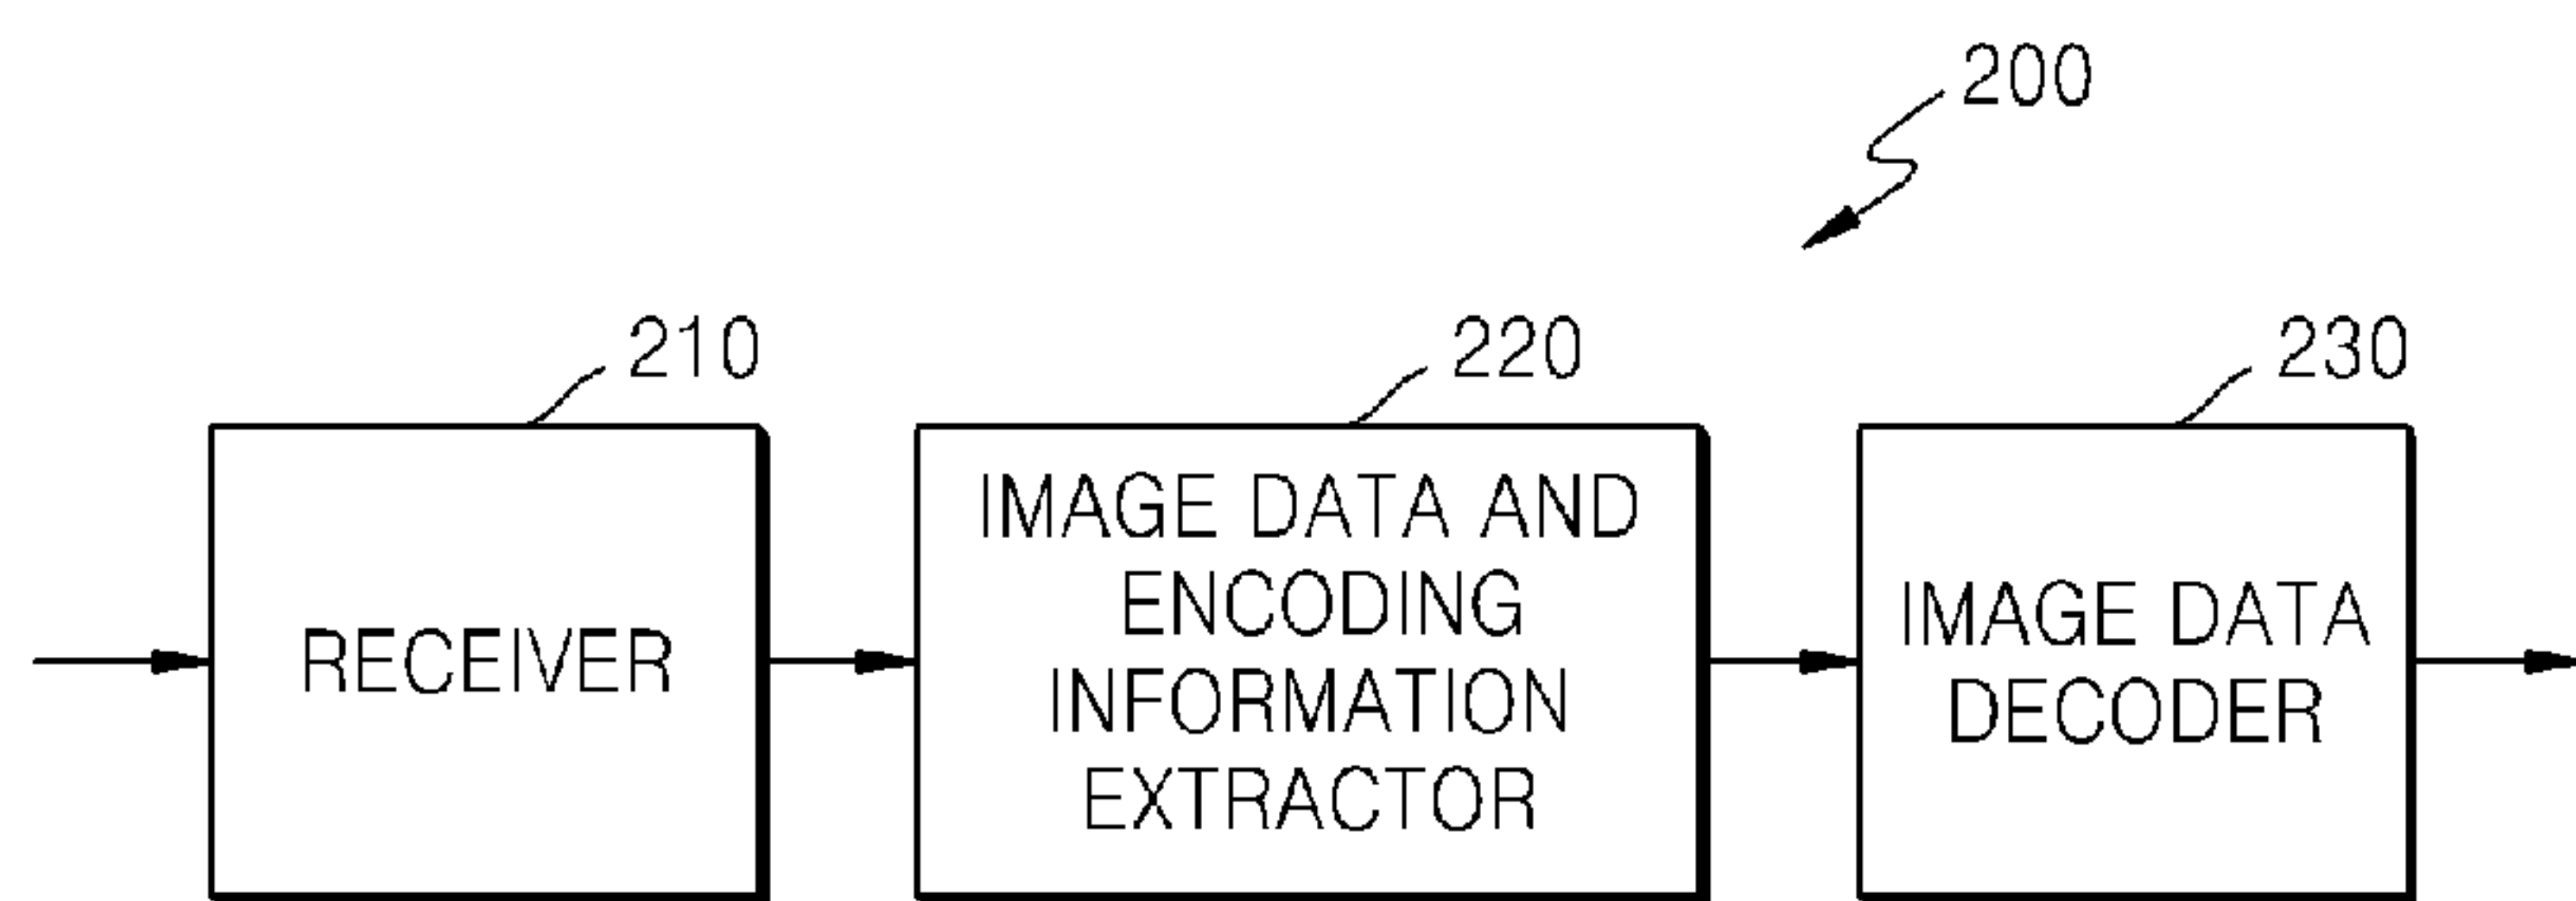 200
210
220
230
RECEIVER
IMAGE DATA AND
ENCODING
INFORMATION
EXTRACTOR
IMAGE DATA
DECODER